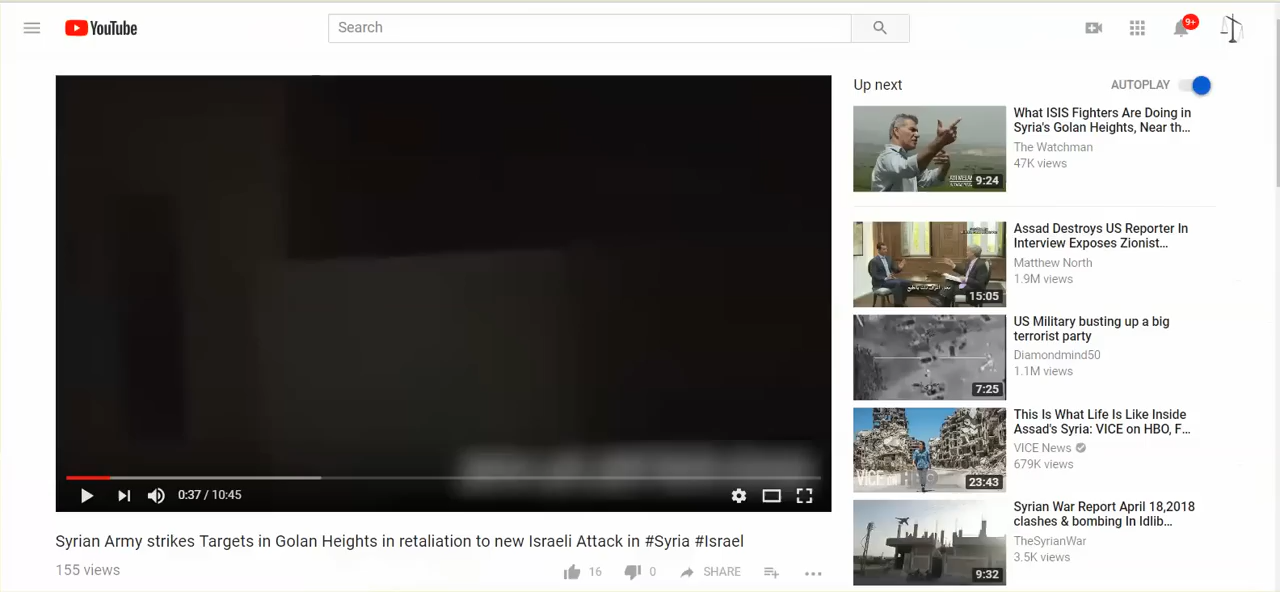 YouTube
Search
9+
Up next
AUTOPLAY
What ISIS Fighters Are Doing in
Syria's Golan Heights, Near th...
The Watchman
47K views
9:24
Assad Destroys US Reporter In
Interview Exposes Zionist...
Matthew North
1.9M views
15:05
US Military busting up a big
terrorist party
Diamondmind50
1.1M views
7:25
This Is What Life Is Like Inside
Assad's Syria: VICE on HBO, F...
VICE News
679K views
23:43
Syrian War Report April 18,2018
clashes & bombing In Idlib...
TheSyrianWar
3.5K views
9:32
0:37 / 10:45
Syrian Army strikes Targets in Golan Heights in retaliation to new Israeli Attack in #Syria #Israel
155 views
16
0
SHARE